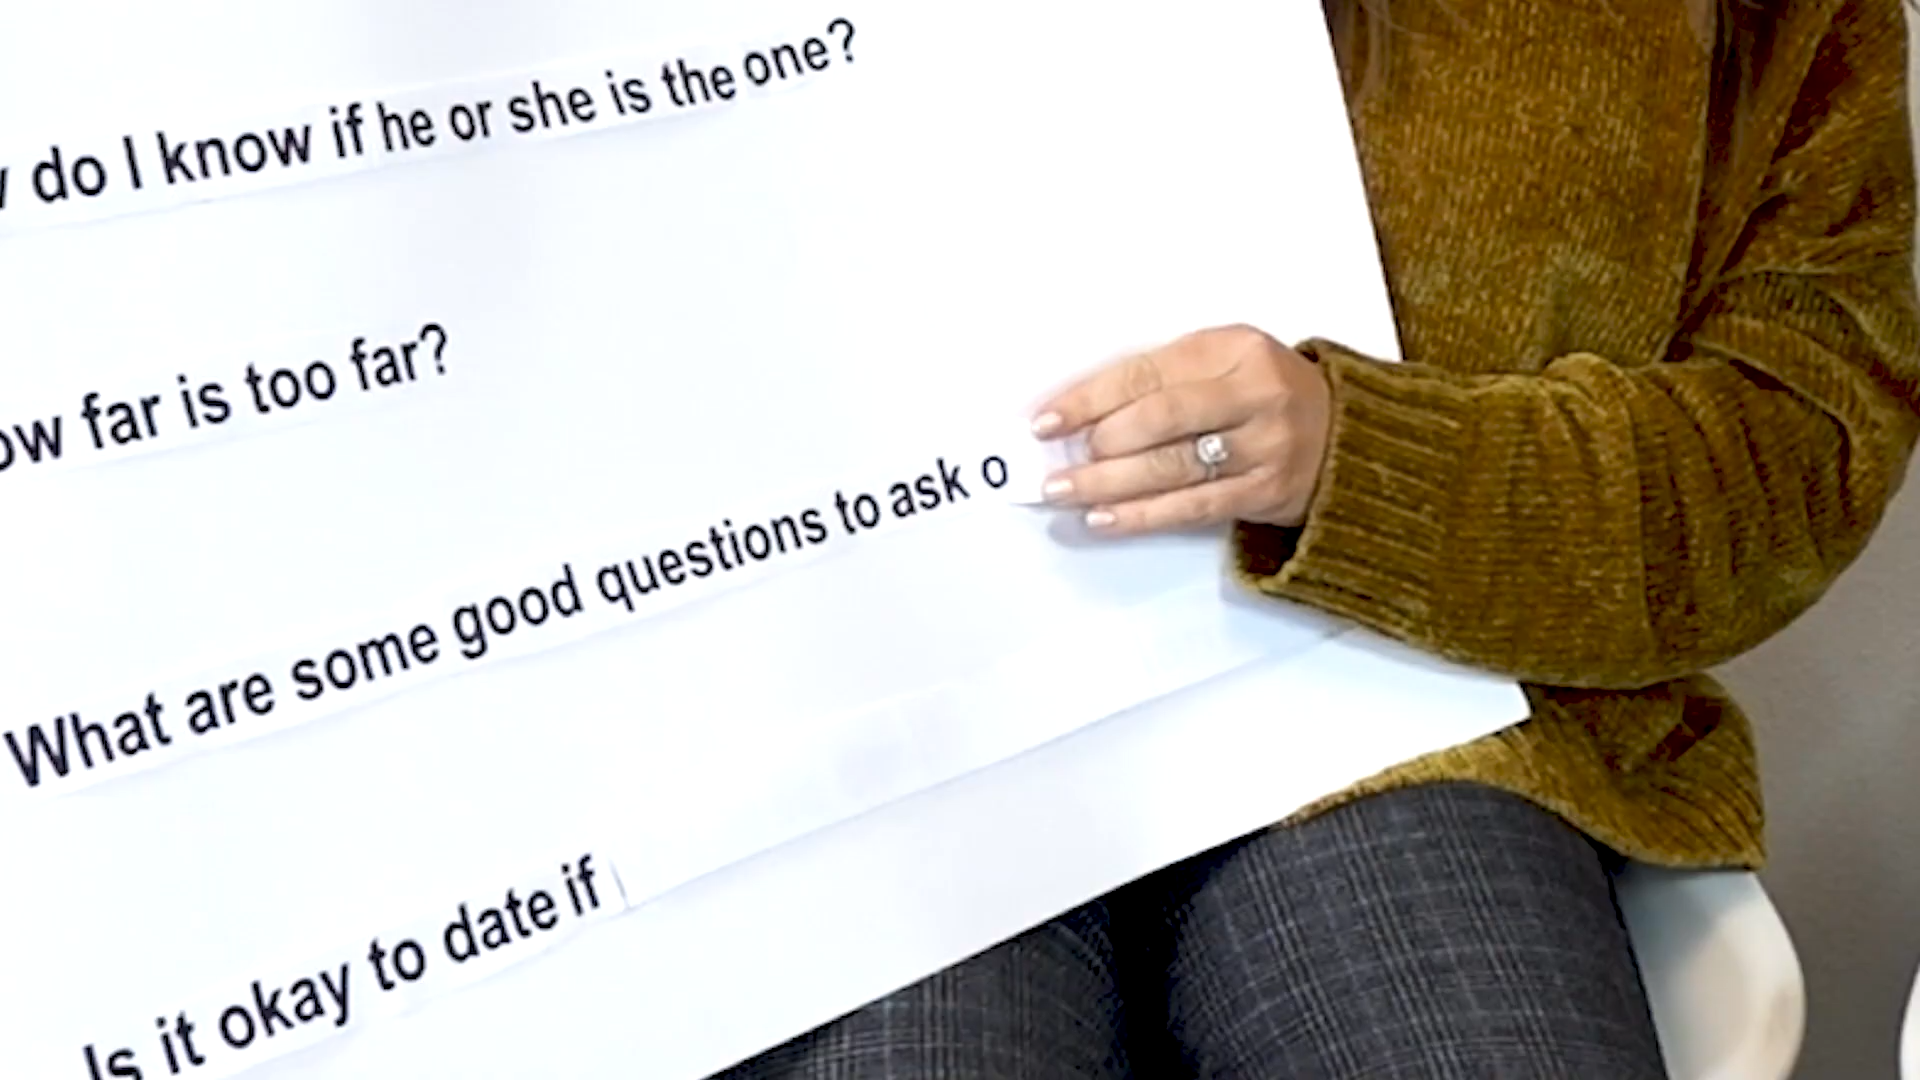 do I know if he or she is the one?
ow far is too far?
What are some good questions to ask o
Is it okay to date if